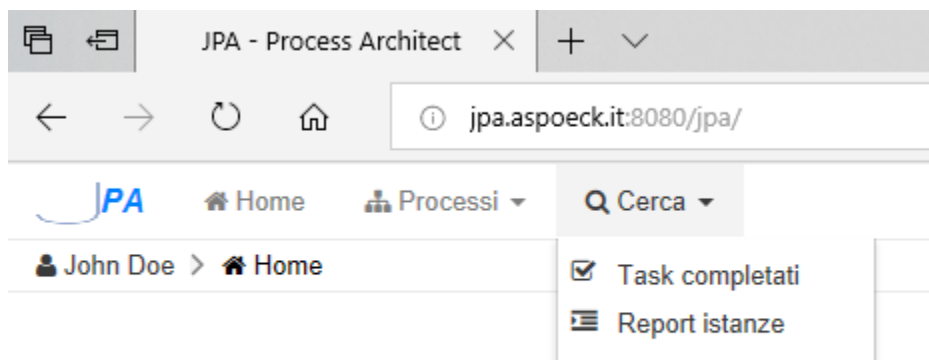 JPA - Process Architect
jpa.aspoeck.it:8080/jpa/
JPA Home Processi Cerca
John Doe > Home
Task completati
Report istanze